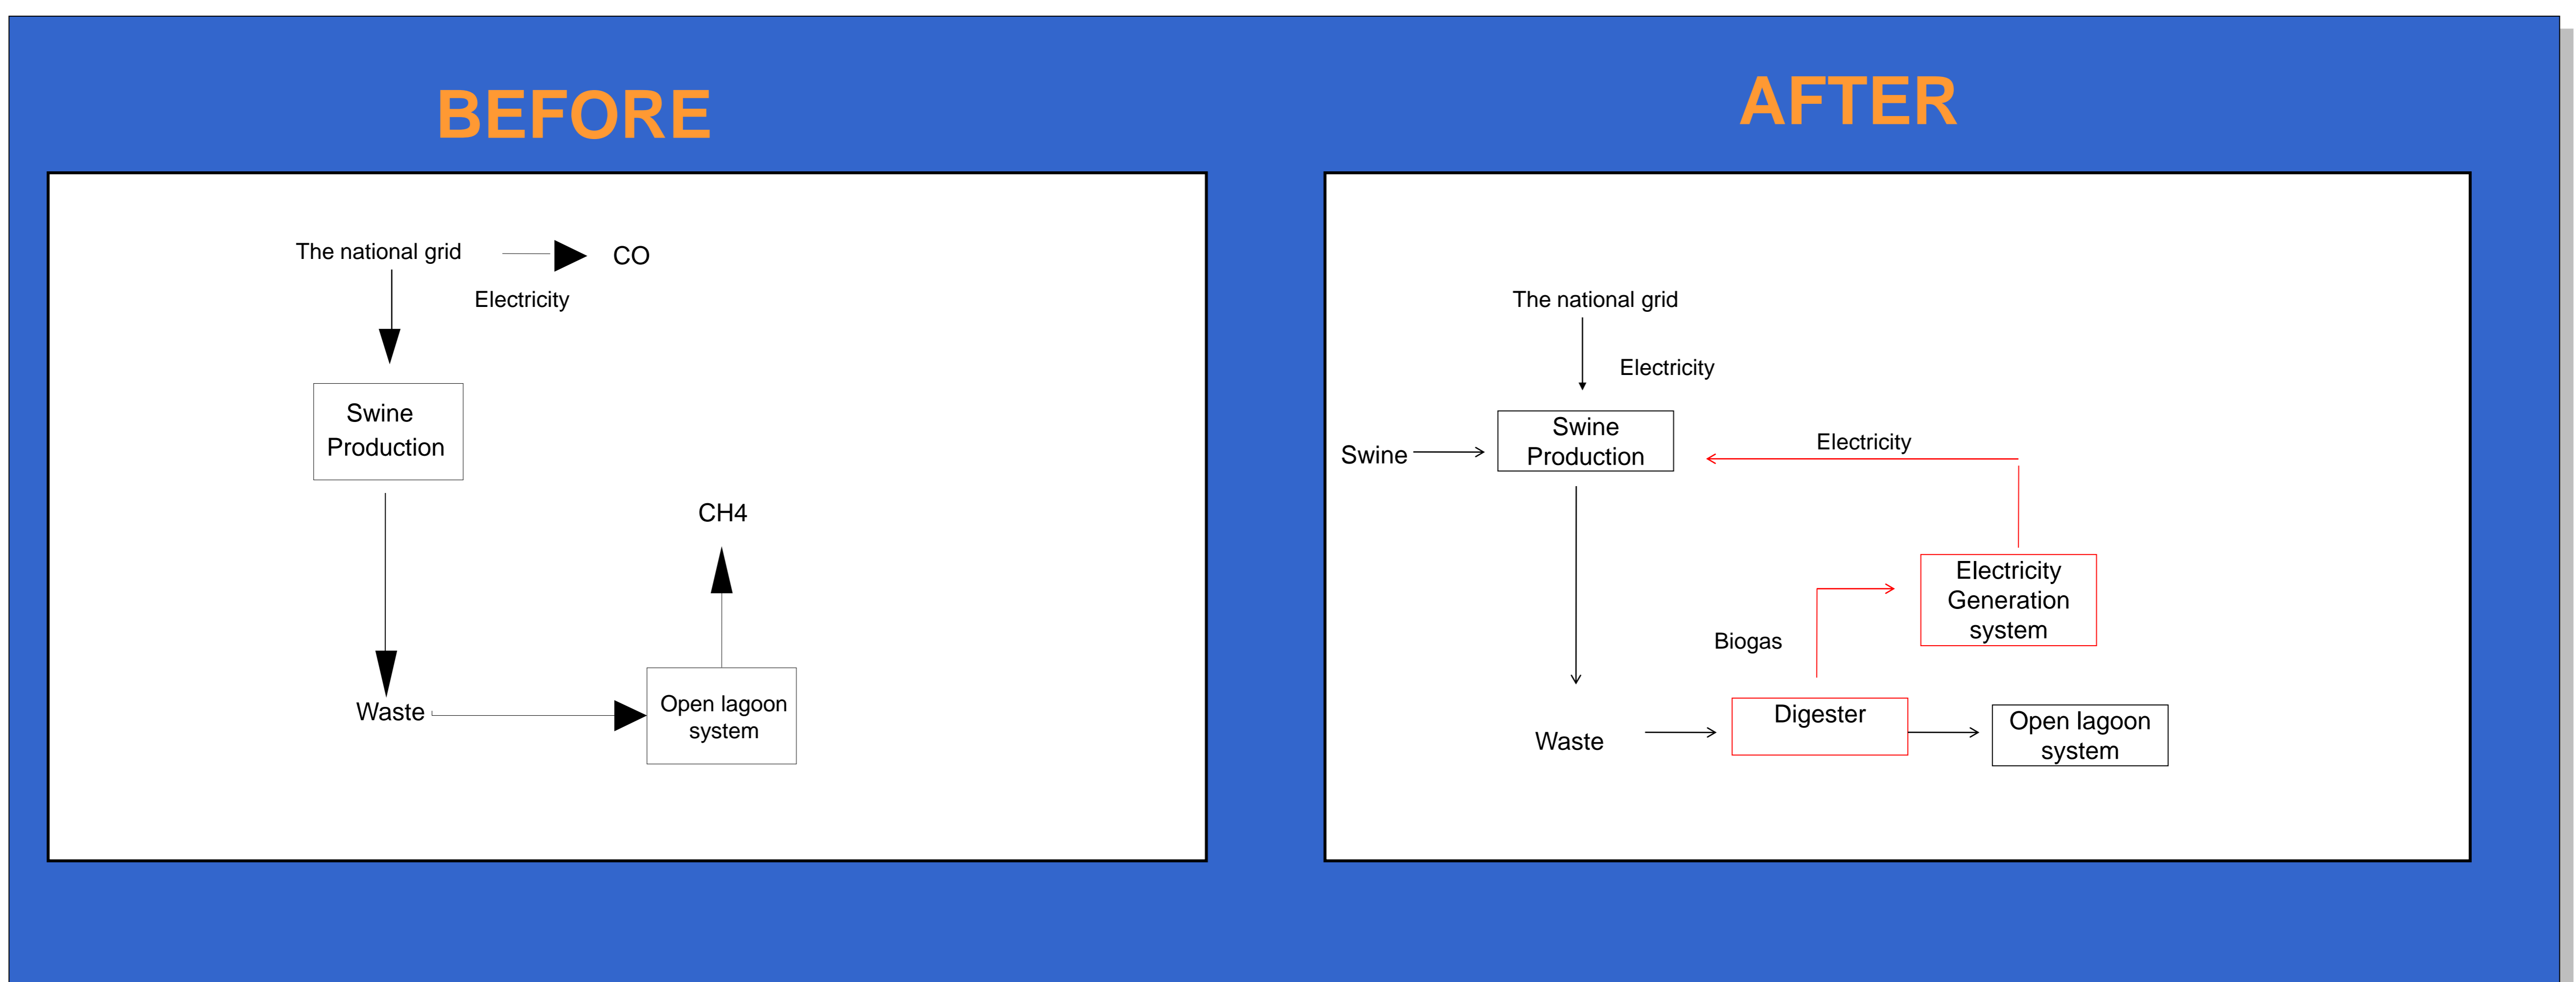 BEFORE
The national grid
CO
Electricity
Swine
Production
CH4
Waste
Open lagoon
system
AFTER
The national grid
Electricity
Swine
Swine
Production
Electricity
Electricity
Generation
system
Biogas
Waste
Digester
Open lagoon
system